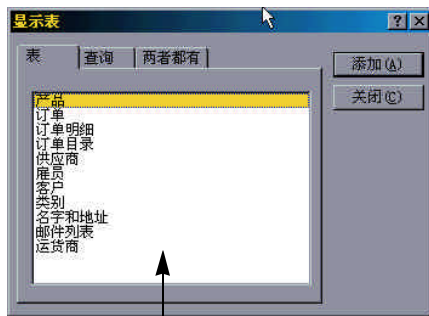 显示表
表 查询 两者都有
添加(A)
关闭(C)
产品
订单
订单明细
订单目录
供应商
雇员
客户
类别
名字和地址
邮件列表
运货商